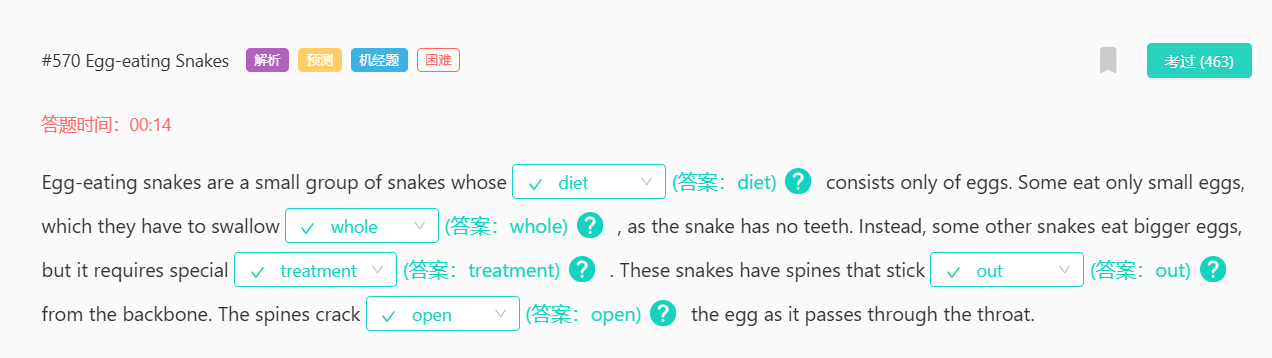 #570 Egg-eating Snakes 解析 预测 机经题 困难 考过 (463)
答题时间：00:14
Egg-eating snakes are a small group of snakes whose diet (答案：diet) ? consists only of eggs. Some eat only small eggs,
which they have to swallow whole (答案：whole) ? , as the snake has no teeth. Instead, some other snakes eat bigger eggs,
but it requires special treatment (答案：treatment) ? . These snakes have spines that stick out (答案：out) ?
from the backbone. The spines crack open (答案：open) ? the egg as it passes through the throat.